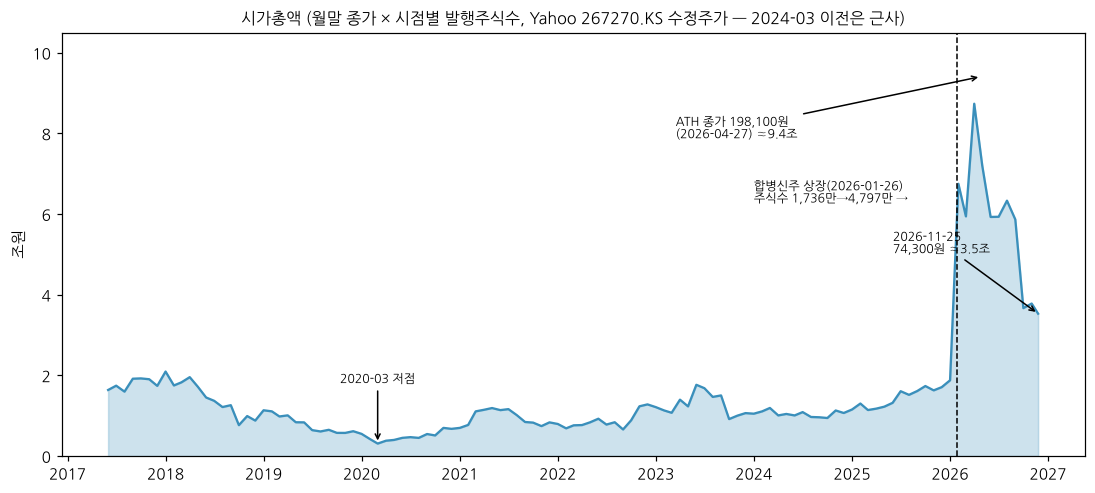 시가총액 (월말 종가 × 시점별 발행주식수, Yahoo 267270.KS 수정주가 — 2024-03 이전은 근사)
조원
10
8
6
4
2
0
ATH 종가 198,100원
(2026-04-27) ≈9.4조
합병신주 상장(2026-01-26)
주식수 1,736만→4,797만 →
2026-11-25
74,300원 ≈3.5조
2020-03 저점
2017 2018 2019 2020 2021 2022 2023 2024 2025 2026 2027